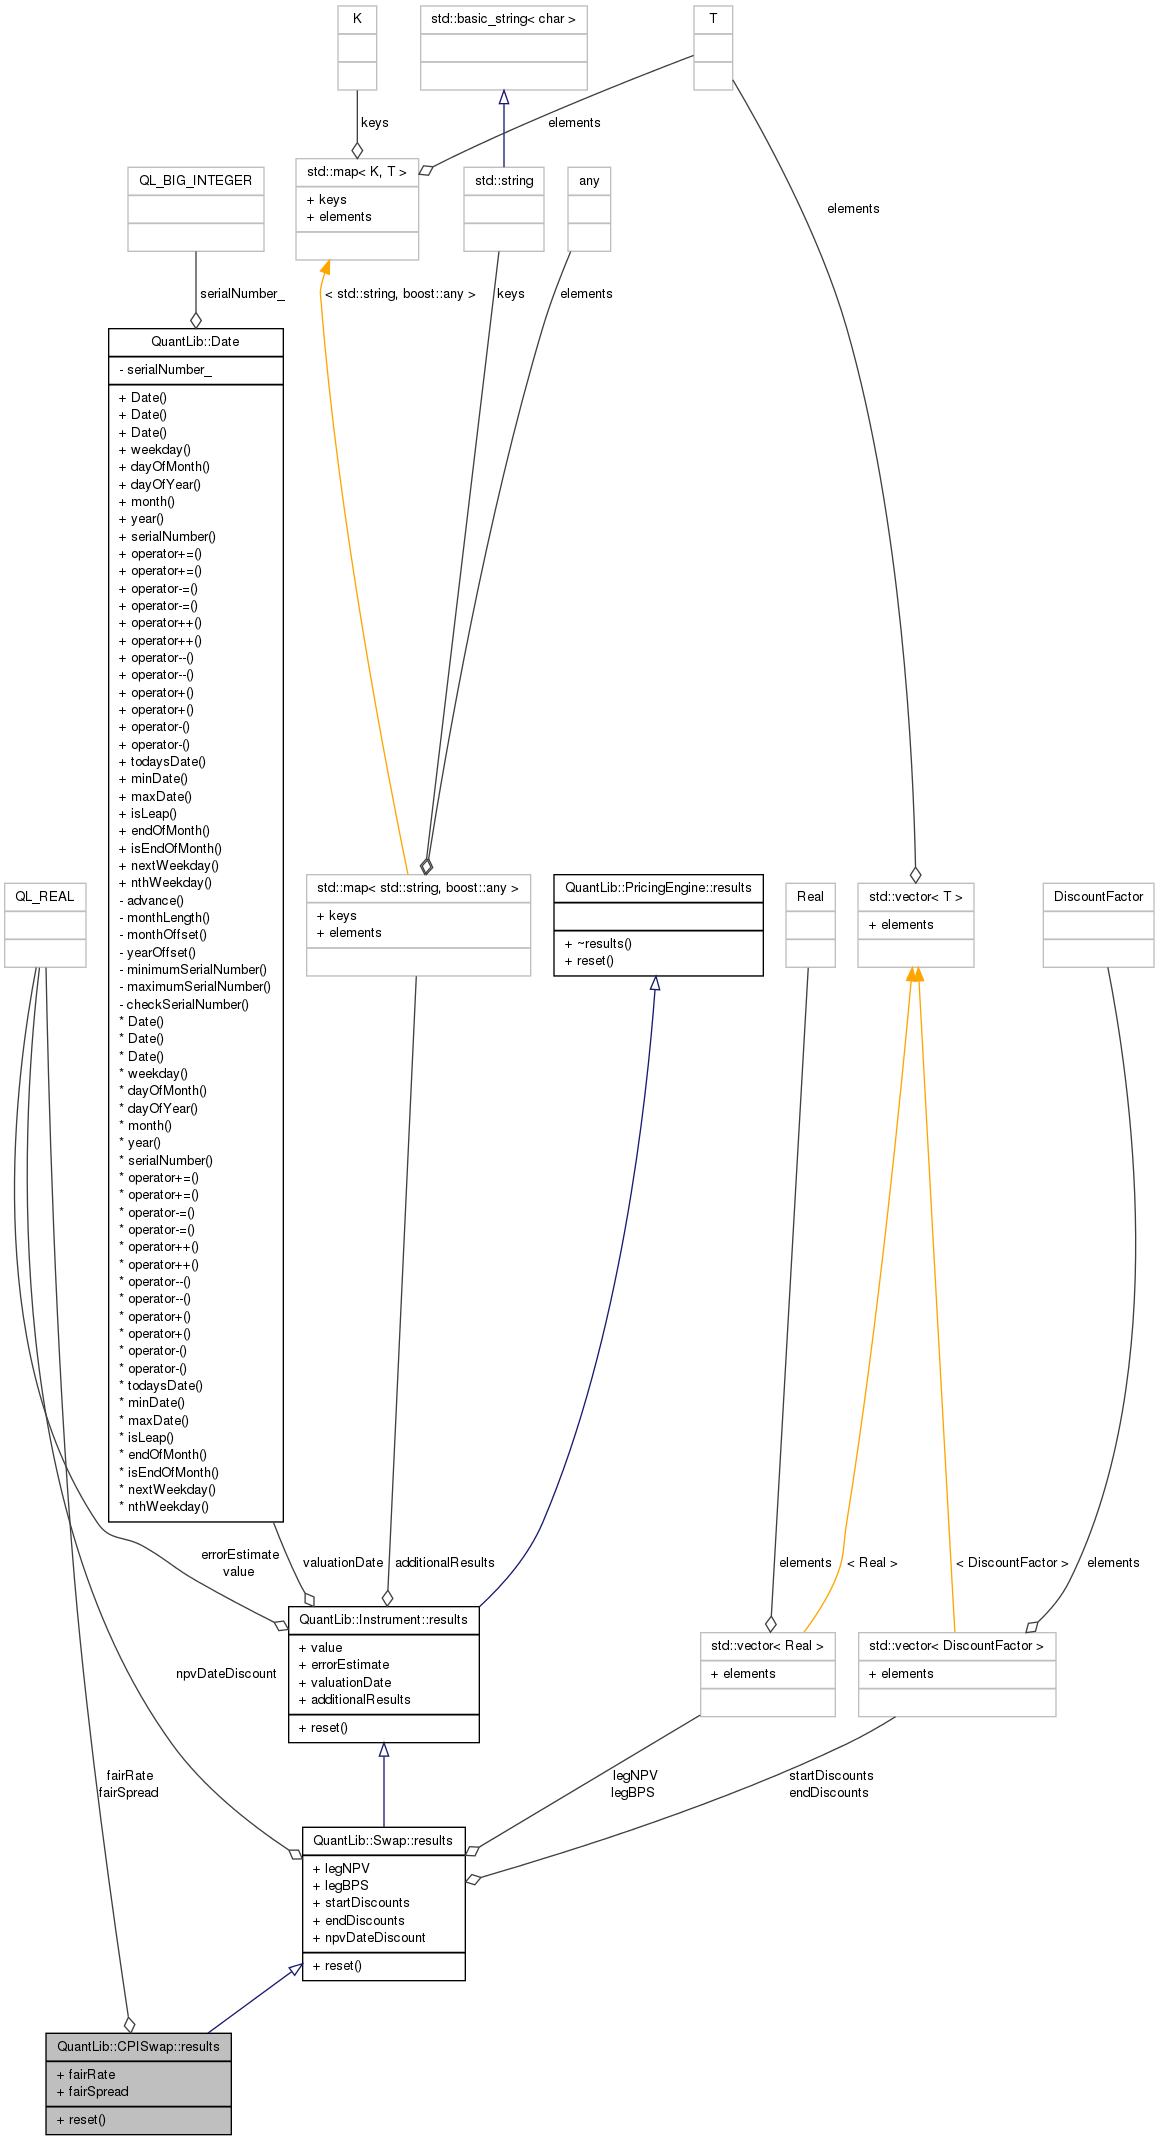 K
std::basic_string< char >
T
keys
elements
std::map< K, T >
+ keys
+ elements
QL_BIG_INTEGER
std::string
any
elements
serialNumber_
< std::string, boost::any >
keys
elements
QuantLib::Date
- serialNumber_
+ Date()
+ Date()
+ Date()
+ weekday()
+ dayOfMonth()
+ dayOfYear()
+ month()
+ year()
+ serialNumber()
+ operator+=()
+ operator+=()
+ operator-=()
+ operator-=()
+ operator++()
+ operator++()
+ operator--()
+ operator--()
+ operator+()
+ operator+()
+ operator-()
+ operator-()
+ todaysDate()
+ minDate()
+ maxDate()
+ isLeap()
+ endOfMonth()
+ isEndOfMonth()
+ nextWeekday()
+ nthWeekday()
- advance()
- monthLength()
- monthOffset()
- yearOffset()
- minimumSerialNumber()
- maximumSerialNumber()
- checkSerialNumber()
* Date()
* Date()
* Date()
* weekday()
* dayOfMonth()
* dayOfYear()
* month()
* year()
* serialNumber()
* operator+=()
* operator+=()
* operator-=()
* operator-=()
* operator++()
* operator++()
* operator--()
* operator--()
* operator+()
* operator+()
* operator-()
* operator-()
* todaysDate()
* minDate()
* maxDate()
* isLeap()
* endOfMonth()
* isEndOfMonth()
* nextWeekday()
* nthWeekday()
QL_REAL
std::map< std::string, boost::any >
+ keys
+ elements
QuantLib::PricingEngine::results
+ ~results()
+ reset()
Real
std::vector< T >
+ elements
DiscountFactor
errorEstimate
value
valuationDate
additionalResults
elements
< Real >
< DiscountFactor >
elements
QuantLib::Instrument::results
+ value
+ errorEstimate
+ valuationDate
+ additionalResults
+ reset()
std::vector< Real >
+ elements
std::vector< DiscountFactor >
+ elements
npvDateDiscount
fairRate
fairSpread
legNPV
legBPS
startDiscounts
endDiscounts
QuantLib::Swap::results
+ legNPV
+ legBPS
+ startDiscounts
+ endDiscounts
+ npvDateDiscount
+ reset()
QuantLib::CPISwap::results
+ fairRate
+ fairSpread
+ reset()